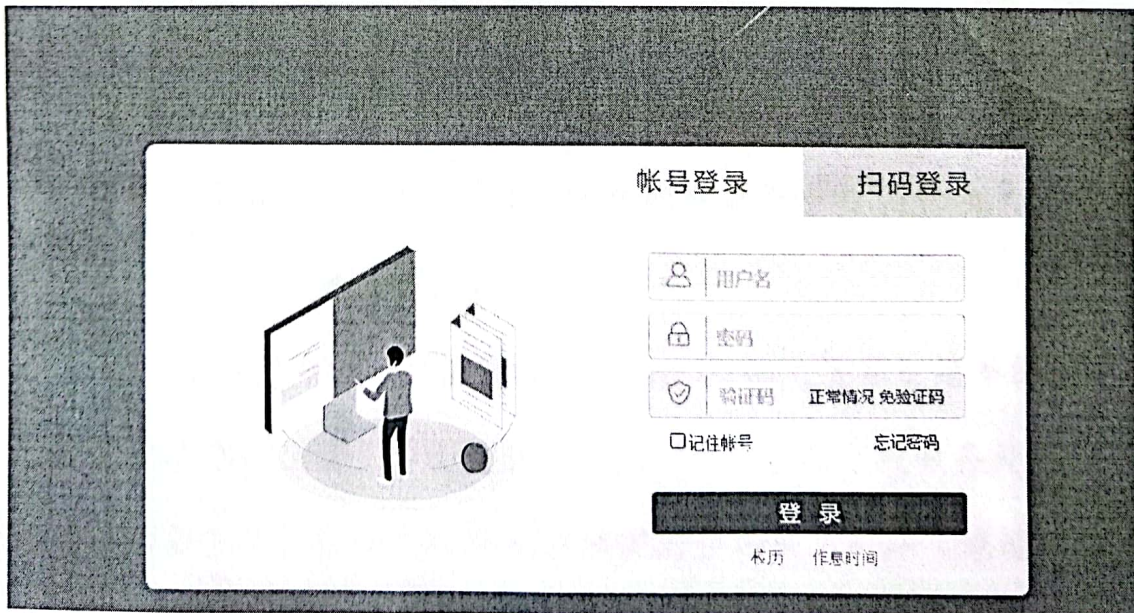 帐号登录 扫码登录
用户名
密码
验证码 正常情况 免验证码
记住帐号 忘记密码
登 录
校历 作息时间